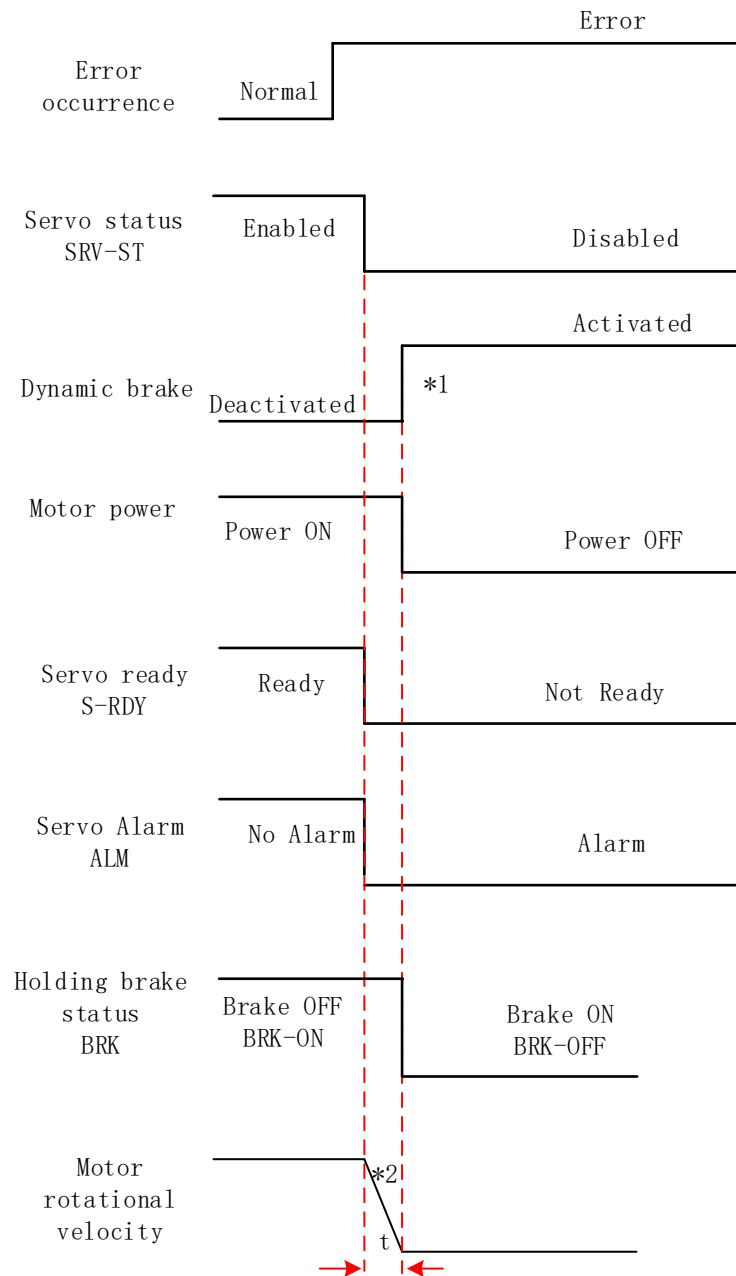 Error
Error
occurrence
Normal
Servo status
SRV-ST
Enabled
Disabled
Activated
Dynamic brake
Deactivated
*1
Motor power
Power ON
Power OFF
Servo ready
S-RDY
Ready
Not Ready
Servo Alarm
ALM
No Alarm
Alarm
Holding brake
status
BRK
Brake OFF
BRK-ON
Brake ON
BRK-OFF
Motor
rotational
velocity
*2
t